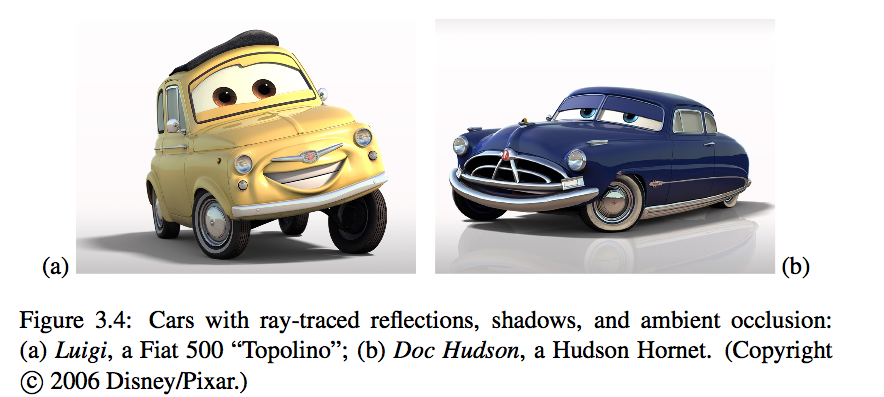 (a)
(b)
Figure 3.4: Cars with ray-traced reflections, shadows, and ambient occlusion:
(a) Luigi, a Fiat 500 “Topolino”; (b) Doc Hudson, a Hudson Hornet. (Copyright
© 2006 Disney/Pixar.)